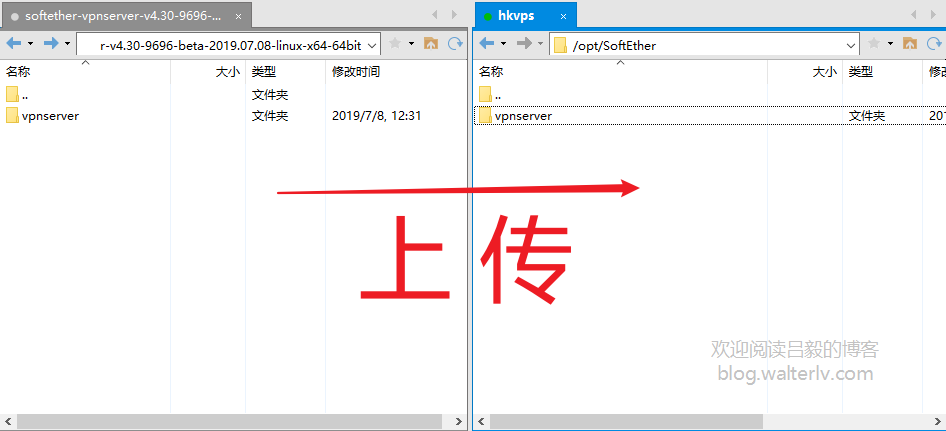 softether-vpnserver-v4.30-9696-...
r-v4.30-9696-beta-2019.07.08-linux-x64-64bit
名称 大小 类型 修改时间
.. 文件夹
vpnserver 文件夹 2019/7/8, 12:31
hkvps
/opt/SoftEther
名称 大小 类型 修改
..
vpnserver 文件夹 201
上传
欢迎阅读吕毅的博客
blog.walterlv.com